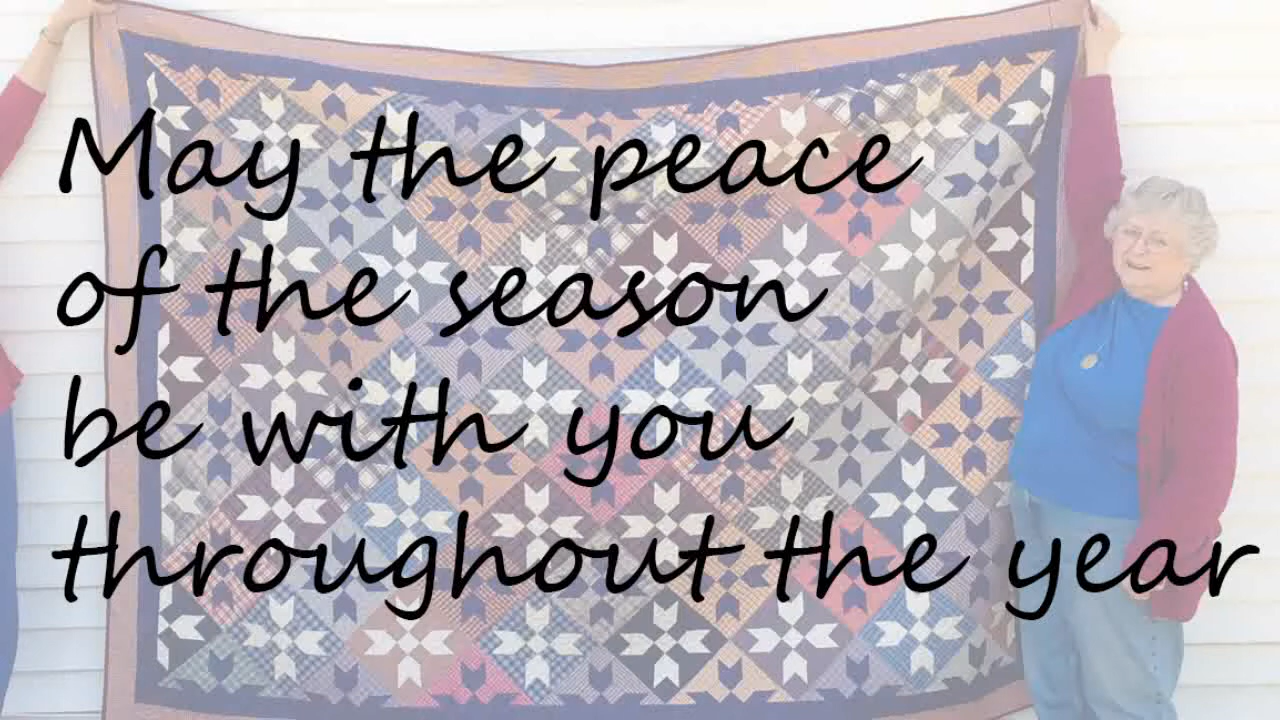 May the peace
of the season
be with you
throughout the year